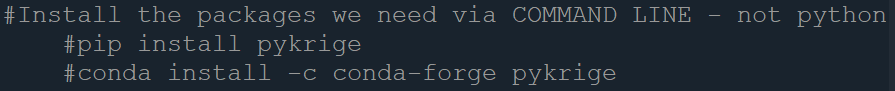 #Install the packages we need via COMMAND LINE - not python
#pip install pykrige
#conda install -c conda-forge pykrige